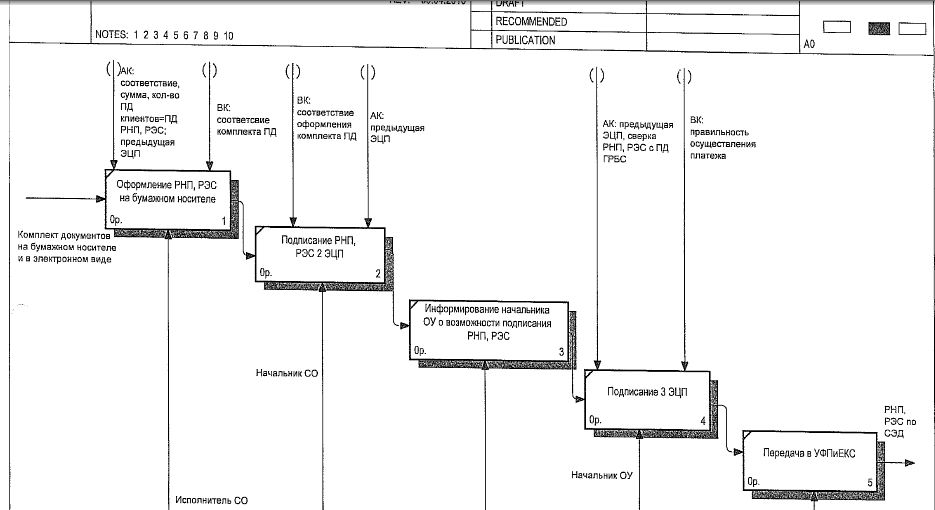 DRAFT
RECOMMENDED
PUBLICATION
NOTES: 1 2 3 4 5 6 7 8 9 10
A0
АК:
соответствие,
сумма, кол-во
ПД
клиентов=ПД
РНП, РЭС;
предыдущая
ЭЦП
ВК:
соответсвие
комплекта ПД
ВК:
соответствие
оформления
комплекта ПД
АК:
предыдущая
ЭЦП
АК: предыдущая
ЭЦП, сверка
РНП, РЭС с ПД
ГРБС
ВК:
правильность
осуществления
платежа
Оформление РНП, РЭС
на бумажном носителе
0р. 1
Комплект документов
на бумажном носителе
и в электронном виде
Подписание РНП,
РЭС 2 ЭЦП
0р. 2
Информирование начальника
ОУ о возможности подписания
РНП, РЭС
0р. 3
Начальник СО
Подписание 3 ЭЦП
0р. 4
РНП,
РЭС по
СЭД
Передача в УФПиЕКС
0р. 5
Начальник ОУ
Исполнитель СО